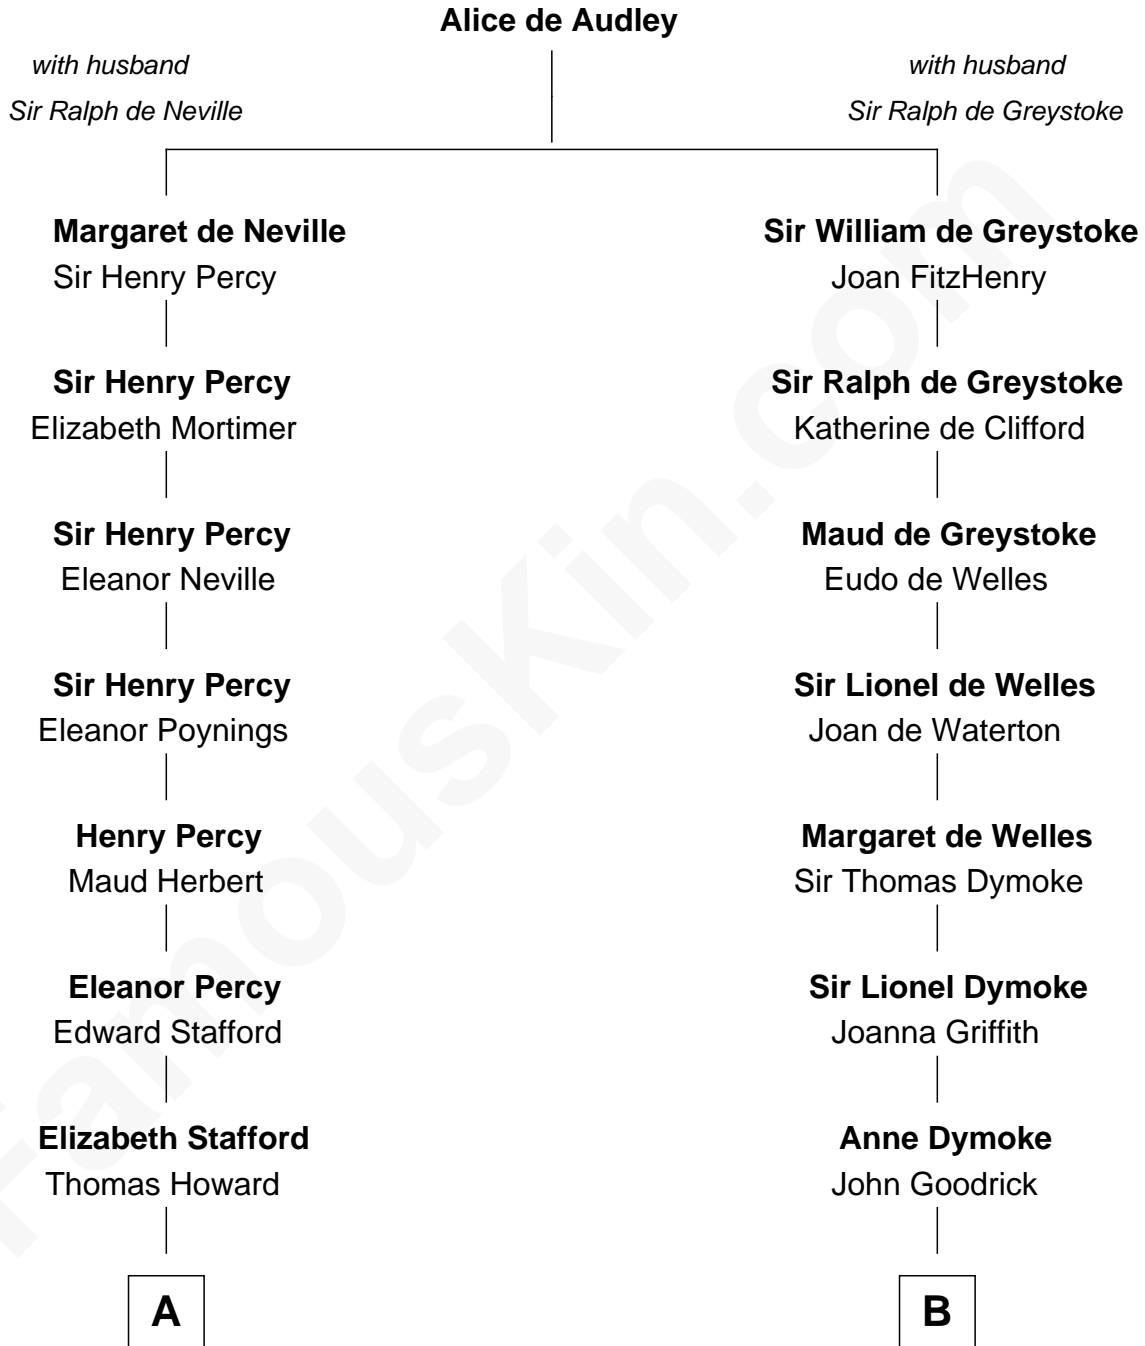 Alice de Audley
with husband
Sir Ralph de Neville
with husband
Sir Ralph de Greystoke
Margaret de Neville
Sir Henry Percy
Sir William de Greystoke
Joan FitzHenry
Sir Henry Percy
Elizabeth Mortimer
Sir Ralph de Greystoke
Katherine de Clifford
Sir Henry Percy
Eleanor Neville
Maud de Greystoke
Eudo de Welles
Sir Henry Percy
Eleanor Poynings
Sir Lionel de Welles
Joan de Waterton
Henry Percy
Maud Herbert
Margaret de Welles
Sir Thomas Dymoke
Eleanor Percy
Edward Stafford
Sir Lionel Dymoke
Joanna Griffith
Elizabeth Stafford
Thomas Howard
Anne Dymoke
John Goodrick
A
B
FamousKin.com